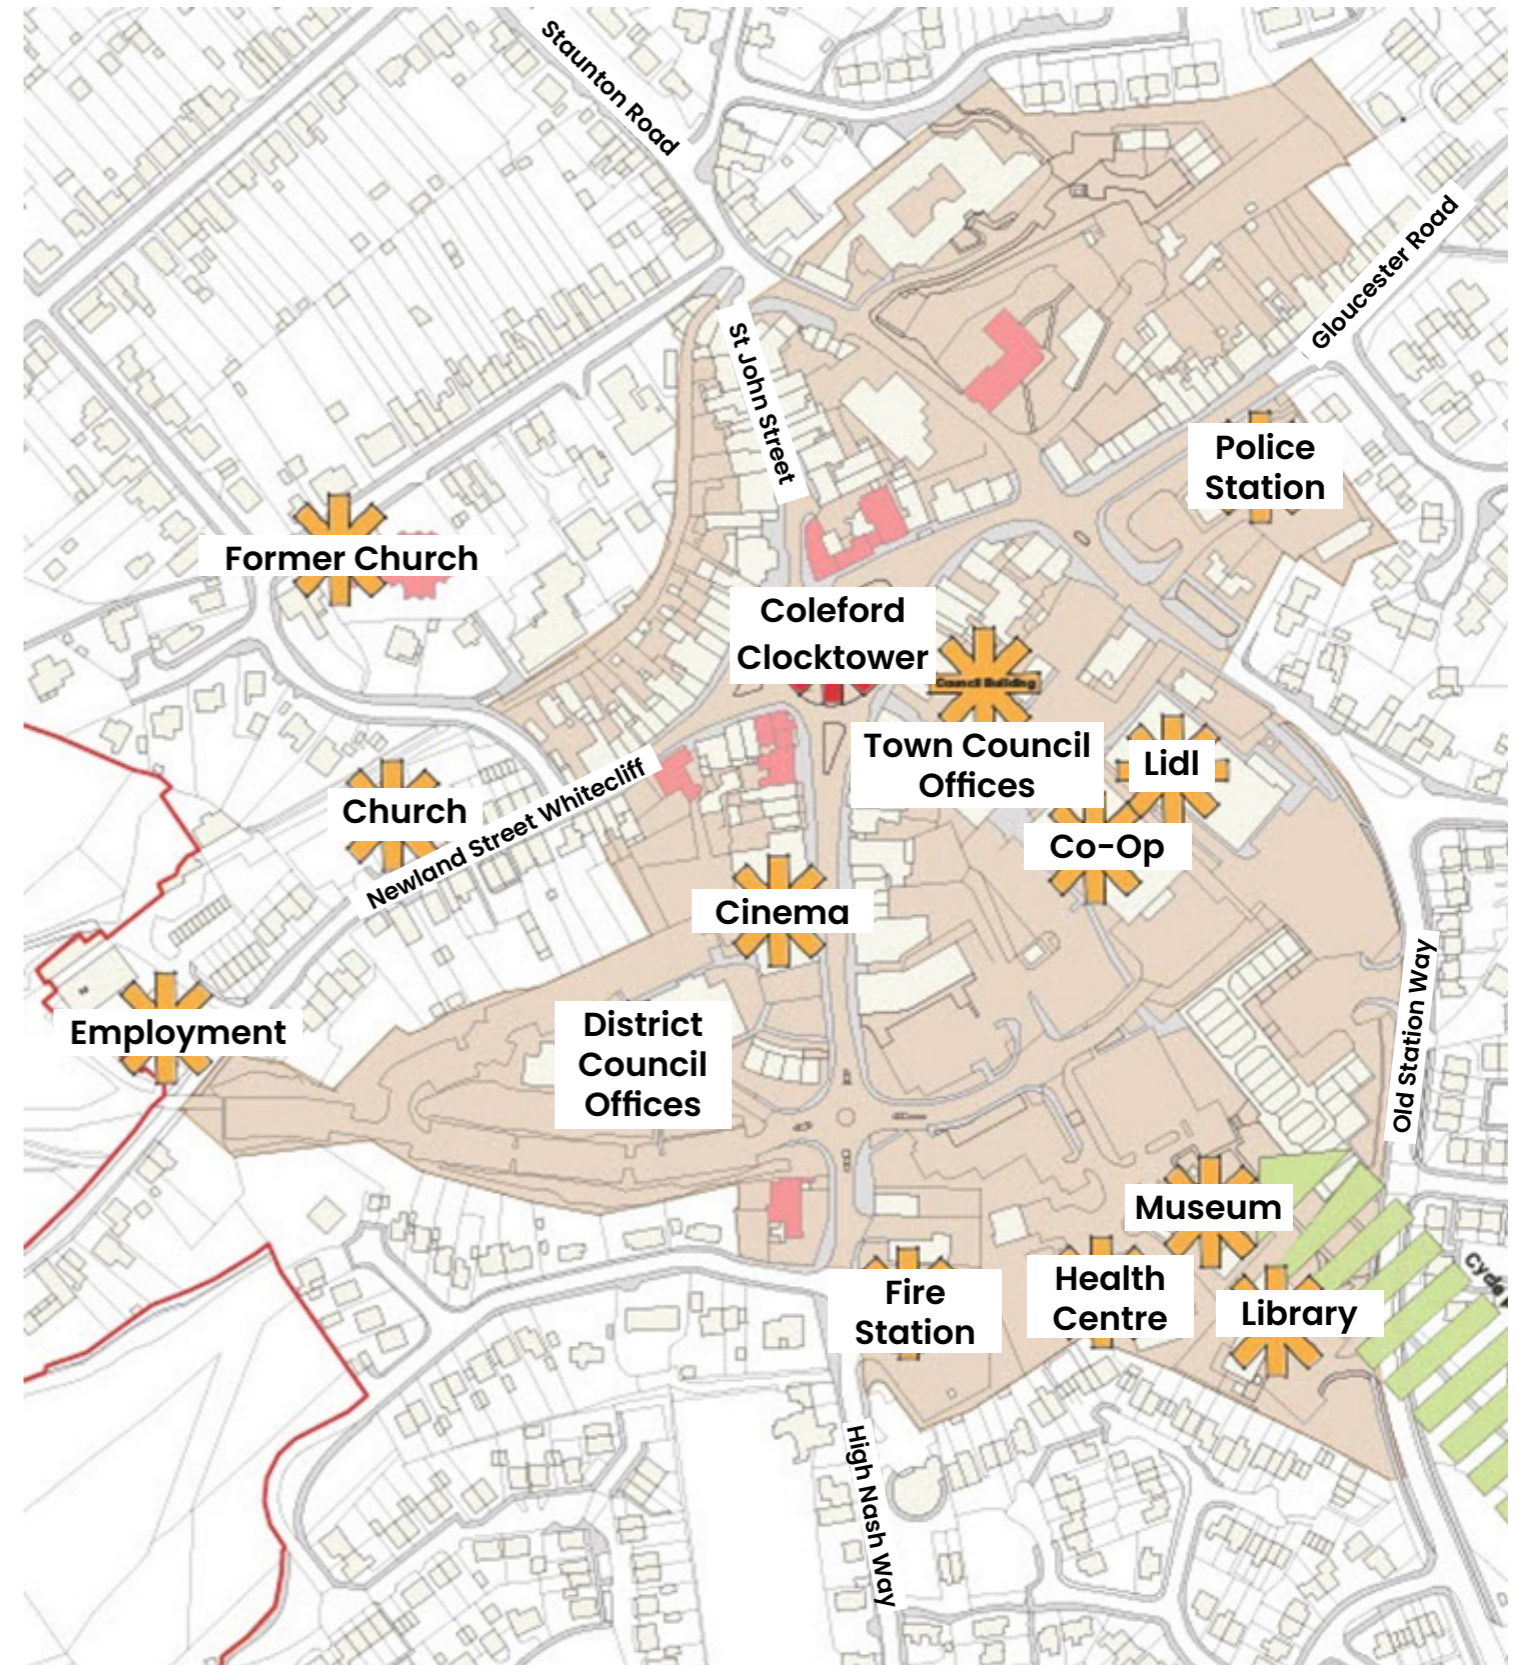 Staunton Road
Gloucester Road
St John Street
Police
Station
Former Church
Coleford
Clocktower
Council Building
Town Council
Offices
Lidl
Church
Newland Street Whitecliff
Co-Op
Cinema
Employment
District
Council
Offices
Old Station Way
Museum
Health
Centre
Fire
Station
Library
High Nash Way